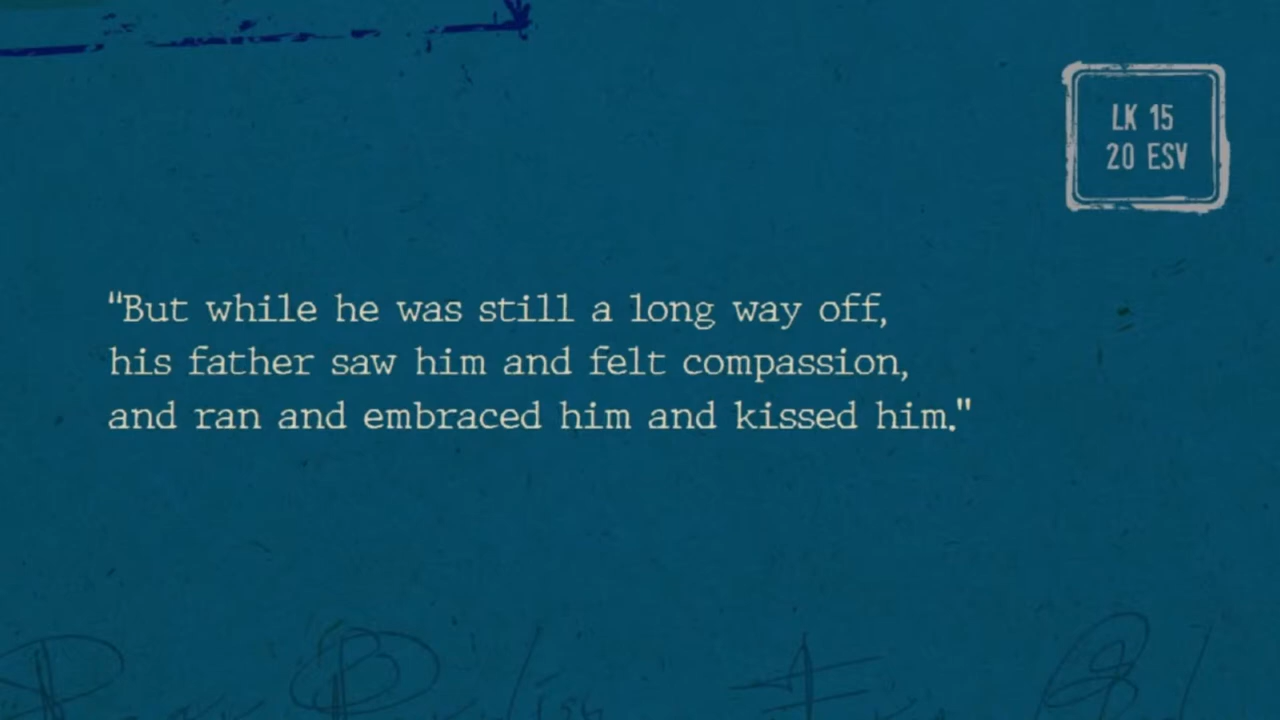 LK 15
20 ESV
"But while he was still a long way off,
his father saw him and felt compassion,
and ran and embraced him and kissed him."